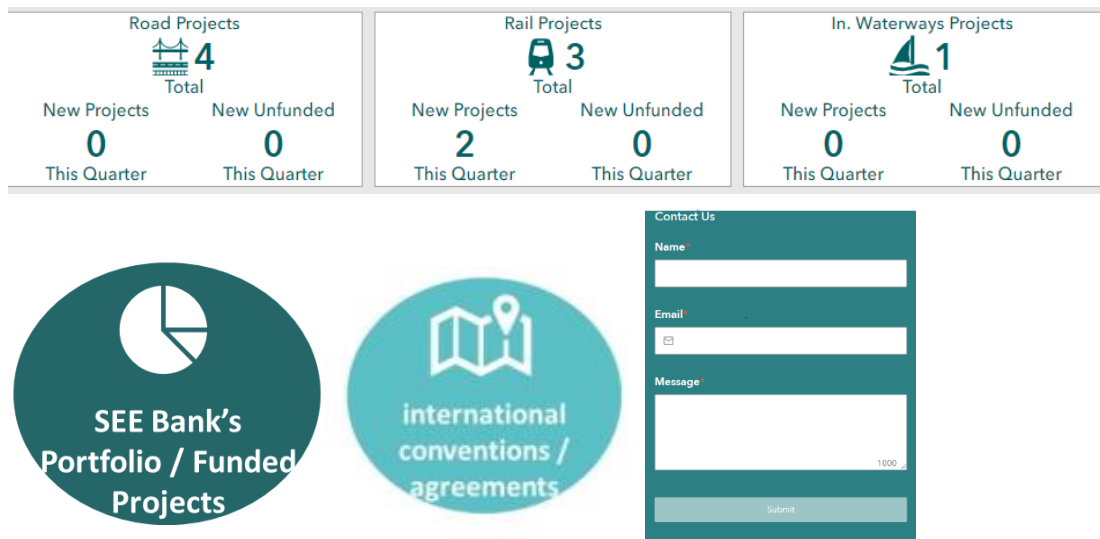 Road Projects
4
Total
New Projects New Unfunded
0 0
This Quarter This Quarter
Rail Projects
3
Total
New Projects New Unfunded
2 0
This Quarter This Quarter
In. Waterways Projects
1
Total
New Projects New Unfunded
0 0
This Quarter This Quarter
SEE Bank's
Portfolio / Funded
Projects
international
conventions /
agreements
Contact Us
Name*
Email*
Message*
1000
Submit